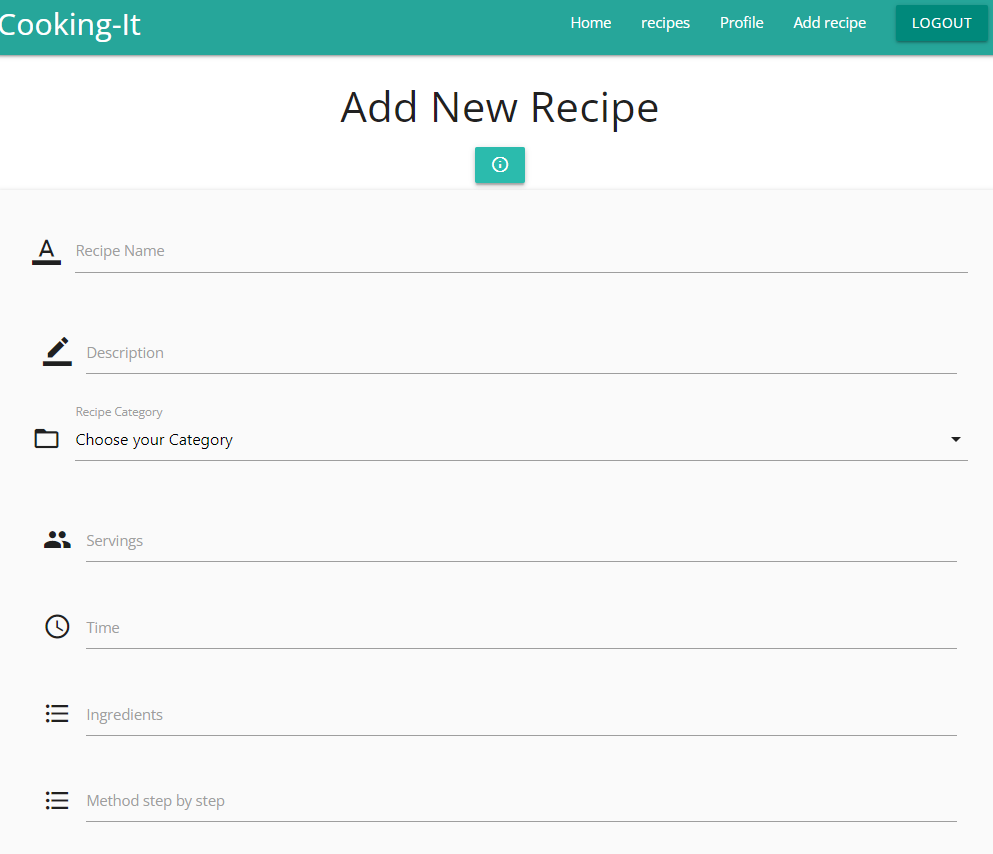 Cooking-It
Home recipes Profile Add recipe LOGOUT
Add New Recipe
Recipe Name
Description
Recipe Category
Choose your Category
Servings
Time
Ingredients
Method step by step